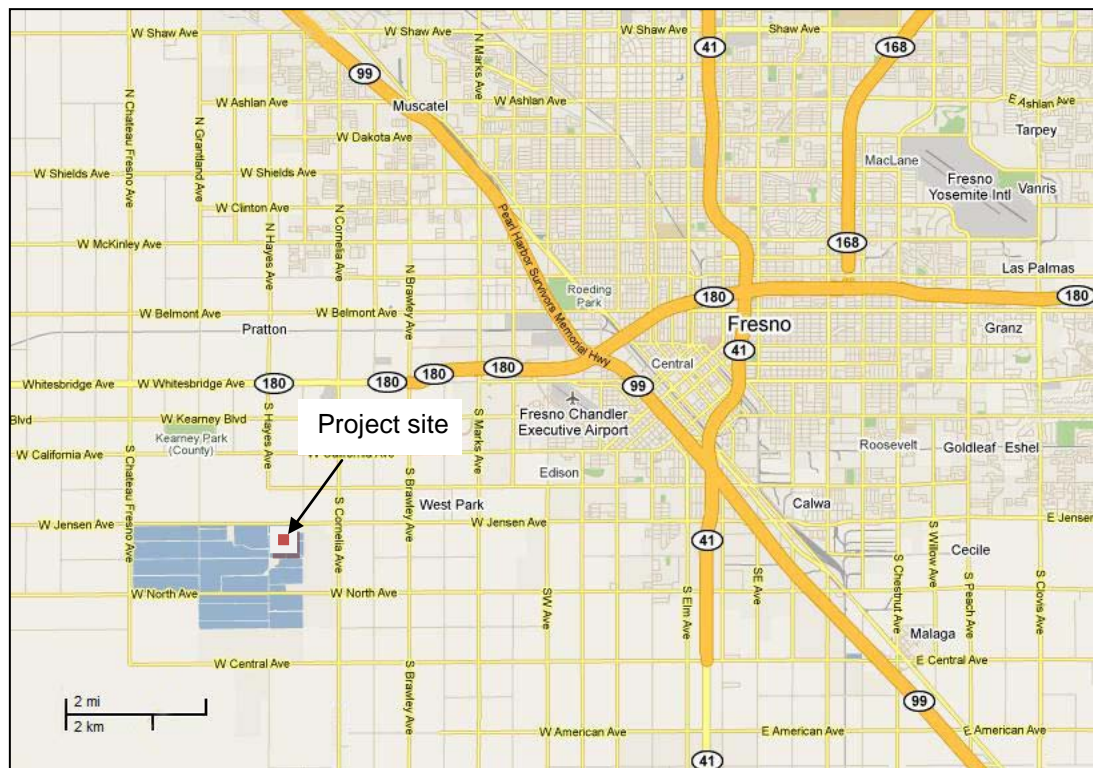 W Shaw Ave
W Shaw Ave
W Shaw Ave
Shaw Ave
41
168
99
N Marks Ave
N Chateau Fresno Ave
N Grantland Ave
W Ashlan Ave
Muscatel
W Ashlan Ave
E Ashlan Ave
W Dakota Ave
Tarpey
MacLane
W Shields Ave
W Shields Ave
Fresno
Yosemite Intl
Vanris
W Clinton Ave
N Hayes Ave
N Cornelia Ave
Pearl Harbor Survivors Memorial Hwy
W McKinley Ave
168
N Brawley Ave
Las Palmas
Roeding
Park
180
180
W Belmont Ave
W Belmont Ave
Pratton
Fresno
Granz
41
Central
180
180
Whitesbridge Ave
W Whitesbridge Ave
180
180
99
Blvd
W Kearney Blvd
Project site
Fresno Chandler
Executive Airport
Kearney Park
(County)
S Hayes Ave
S Marks Ave
Roosevelt
Goldleaf
Eshel
W California Ave
W California Ave
Edison
S Chateau Fresno Ave
S Cornelia Ave
S Brawley Ave
West Park
Calwa
W Jensen Ave
W Jensen Ave
E Jensen
41
S Willow Ave
Cecile
W North Ave
W North Ave
SW Ave
S Elm Ave
SE Ave
S Chestnut Ave
S Peach Ave
S Clovis Ave
Malaga
W Central Ave
E Central Ave
S Brawley Ave
2 mi
2 km
99
W American Ave
E American Ave
E American Ave
41